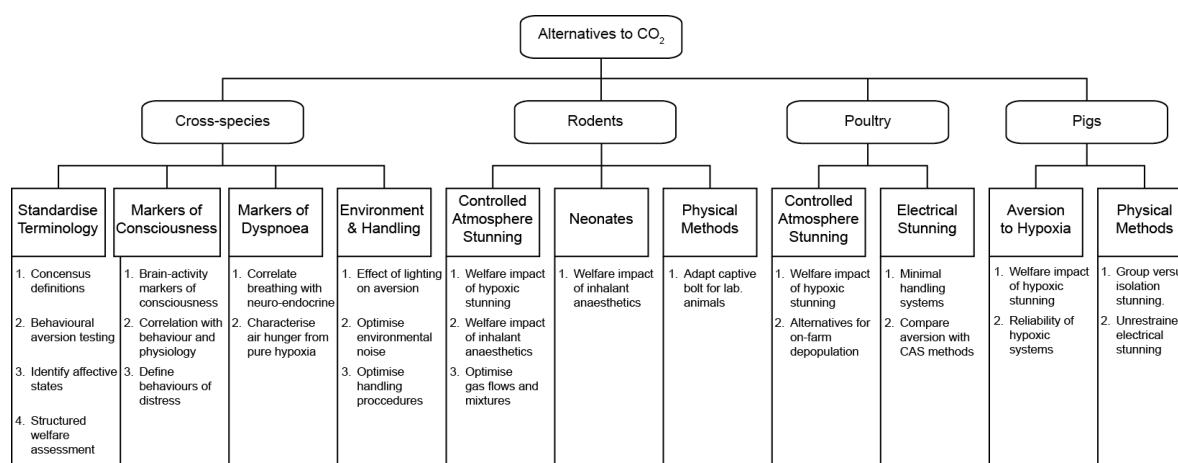 Alternatives to CO2
Cross-species
Rodents
Poultry
Pigs
Standardise
Terminology
Markers of
Consciousness
Markers of
Dyspnoea
Environment
& Handling
Controlled
Atmosphere
Stunning
Neonates
Physical
Methods
Controlled
Atmosphere
Stunning
Electrical
Stunning
Aversion
to Hypoxia
Physical
Methods
1. Concensus
definitions
2. Behavioural
aversion testing
3. Identify affective
states
4. Structured
welfare
assessment
1. Brain-activity
markers of
consciousness
2. Correlation with
behaviour and
physiology
3. Define
behaviours of
distress
1. Correlate
breathing with
neuro-endocrine
2. Characterise
air hunger from
pure hypoxia
1. Effect of lighting
on aversion
2. Optimise
environmental
noise
3. Optimise
handling
proccedures
1. Welfare impact
of hypoxic
stunning
2. Welfare impact
of inhalant
anaesthetics
3. Optimise
gas flows and
mixtures
1. Welfare impact
of inhalant
anaesthetics
1. Adapt captive
bolt for lab.
animals
1. Welfare impact
of hypoxic
stunning
2. Alternatives for
on-farm
depopulation
1. Minimal
handling
systems
2. Compare
aversion with
CAS methods
1. Welfare impact
of hypoxic
stunning
2. Reliability of
hypoxic
systems
1. Group versus
isolation
stunning.
2. Unrestrained
electrical
stunning